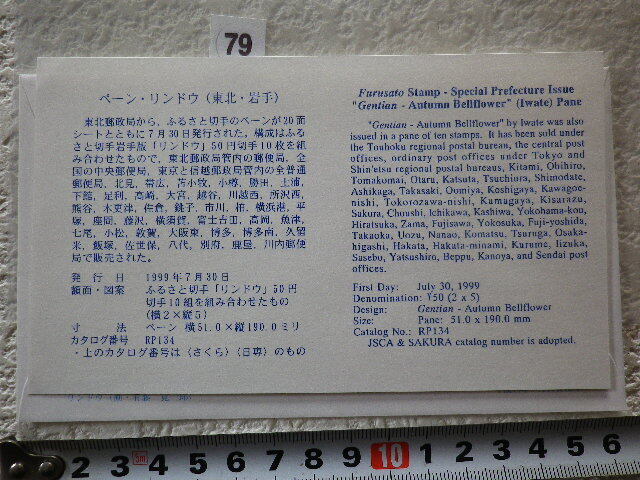 79
ペーン・リンドウ（東北・岩手）
東北郵政局から、ふるさと切手のペーンが20面
シートとともに7月30日発行された。構成はふる
さと切手岩手版「リンドウ」50円切手10枚を組
み合わせたもので、東北郵政局管内の郵便局、全
国の中央郵便局、東京と信越郵政局管内の全普通
郵便局、北見、帯広、苫小牧、小樽、勝田、土浦、
下館、足利、高崎、大宮、越谷、川越西、所沢西、
熊谷、木更津、佐倉、銚子、市川、柏、横浜港、平
塚、座間、藤沢、横須賀、富士吉田、高岡、魚津、
七尾、小松、敦賀、大阪東、博多、博多南、久留
米、飯塚、佐世保、八代、別府、鹿屋、川内郵便局
で販売された。
発行日 1999年7月30日
額面・図案 ふるさと切手「リンドウ」50円
切手10組を組み合わせたもの
（横2×縦5）
寸法 ペーン 横51.0×縦190.0ミリ
カタログ番号 RP134
・上のカタログ番号は〈さくら〉〈日専〉のもの
Furusato Stamp - Special Prefecture Issue
"Gentian - Autumn Bellflower" (Iwate) Pane
"Gentian - Autumn Bellflower" by Iwate was also
issued in a pane of ten stamps. It has been sold under
the Touhoku regional postal bureau, the central post
offices, ordinary post offices under Tokyo and
Shin'etsu regional postal bureaus, Kitami, Obihiro,
Tomakomai, Otaru, Katsuta, Tsuchiura, Shimodate,
Ashikaga, Takasaki, Oomiya, Koshigaya, Kawagoe-
nishi, Tokorozawa-nishi, Kumagaya, Kisarazu,
Sakura, Choushi, Ichikawa, Kashiwa, Yokohama-kou,
Hiratsuka, Zama, Fujisawa, Yokosuka, Fuji-yoshida,
Takaoka, Uozu, Nanao, Komatsu, Tsuruga, Osaka-
higashi, Hakata, Hakata-minami, Kurume, Iizuka,
Sasebo, Yatsushiro, Beppu, Kanoya, and Sendai post
offices.
First Day: July 30, 1999
Denomination: ¥50 (2 x 5)
Design: Gentian - Autumn Bellflower
Size: Pane: 51.0 x 190.0 mm
Catalog No.: RP134
JSCA & SAKURA catalog number is adopted.
2 3 3m 4 5 6 7 8 9 10 1 2 3 4 5 6